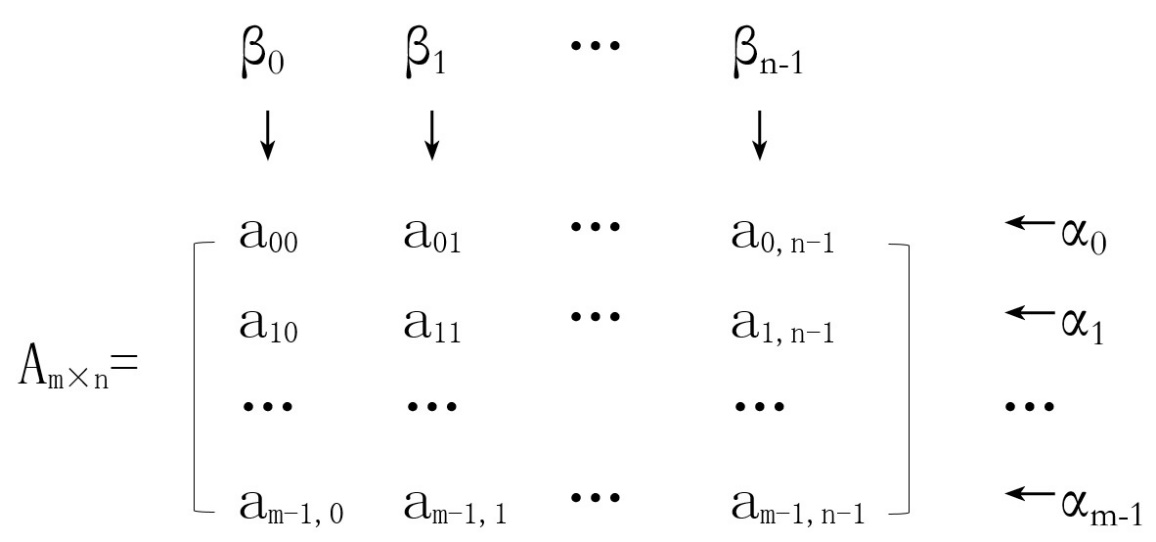 β₀ β₁ ••• βₙ₋₁
↓ ↓ ↓
a₀₀ a₀₁ ••• a₀,ₙ₋₁ ←α₀
a₁₀ a₁₁ ••• a₁,ₙ₋₁ ←α₁
Aₘ×ₙ=
••• ••• ••• •••
aₘ₋₁,₀ aₘ₋₁,₁ ••• aₘ₋₁,ₙ₋₁ ←αₘ₋₁